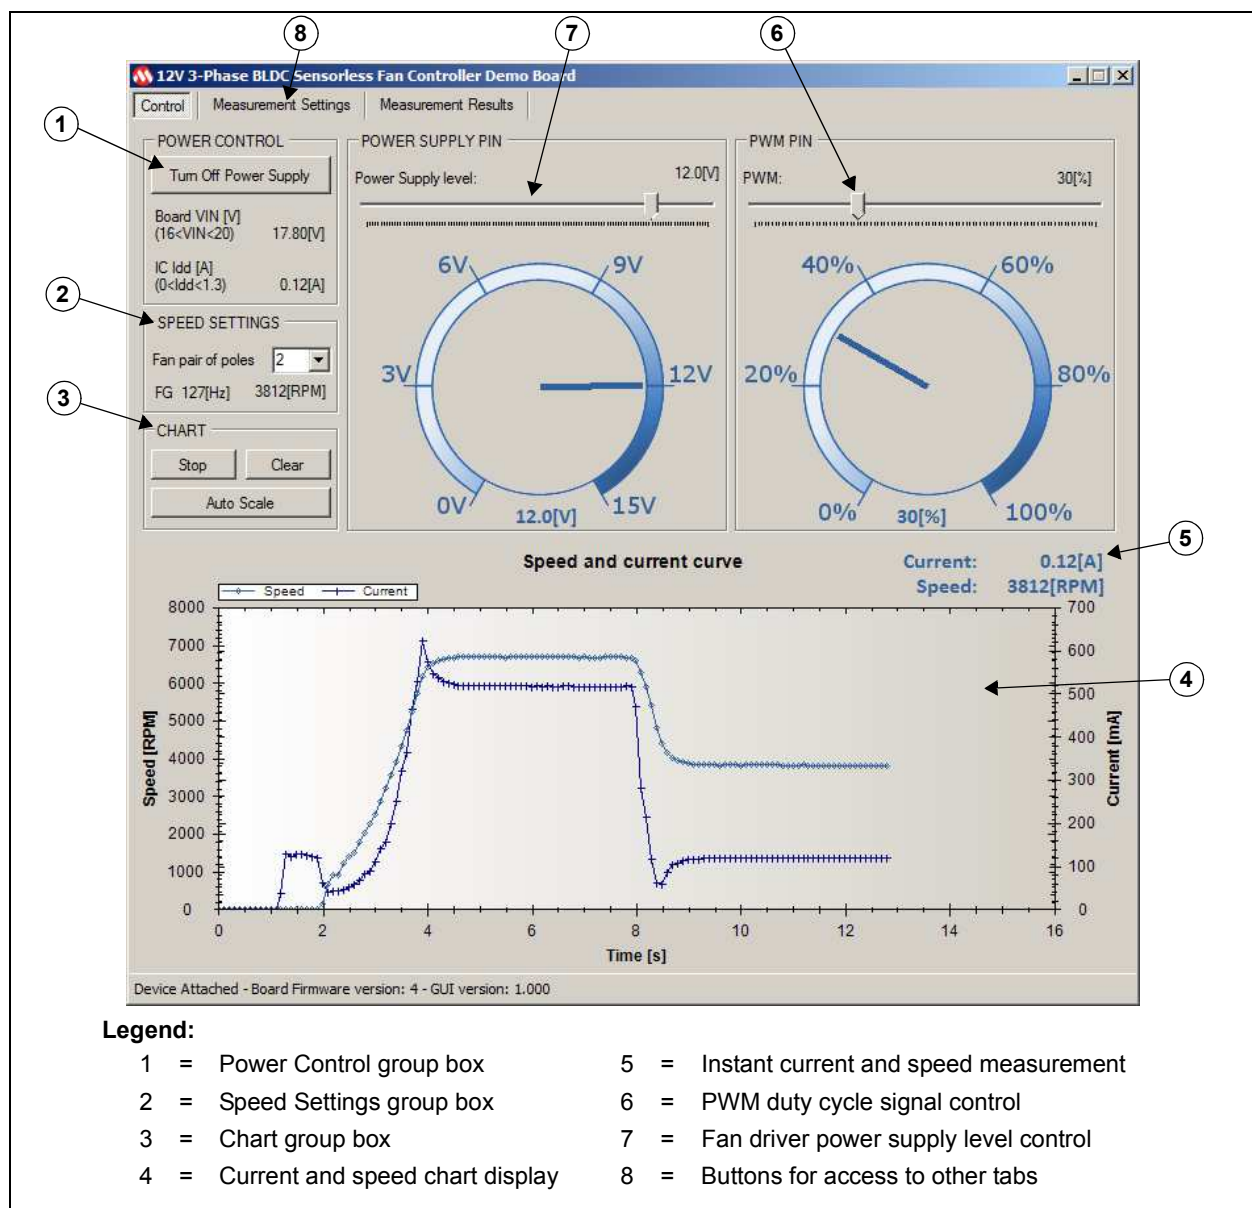 8
7
6
12V 3-Phase BLDC Sensorless Fan Controller Demo Board
Control Measurement Settings Measurement Results
1
POWER CONTROL
Turn Off Power Supply
Board VIN [V]
(16<VIN<20) 17.80[V]
IC Idd [A]
(0<Idd<1.3) 0.12[A]
2
SPEED SETTINGS
Fan pair of poles 2
FG 127[Hz] 3812[RPM]
3
CHART
Stop Clear
Auto Scale
POWER SUPPLY PIN
Power Supply level: 12.0[V]
6V 9V
3V 12V
0V 15V
12.0[V]
PWM PIN
PWM: 30[%]
40% 60%
20% 80%
0% 100%
30[%]
5
Speed and current curve
Current: 0.12[A]
Speed: 3812[RPM]
Speed Current
8000 700
7000 600
6000 500
5000 400
4000 300
3000 200
2000 100
1000 0
0
Speed [RPM]
Current [mA]
4
0 2 4 6 8 10 12 14 16
Time [s]
Device Attached - Board Firmware version: 4 - GUI version: 1.000
Legend:
1 = Power Control group box
2 = Speed Settings group box
3 = Chart group box
4 = Current and speed chart display
5 = Instant current and speed measurement
6 = PWM duty cycle signal control
7 = Fan driver power supply level control
8 = Buttons for access to other tabs